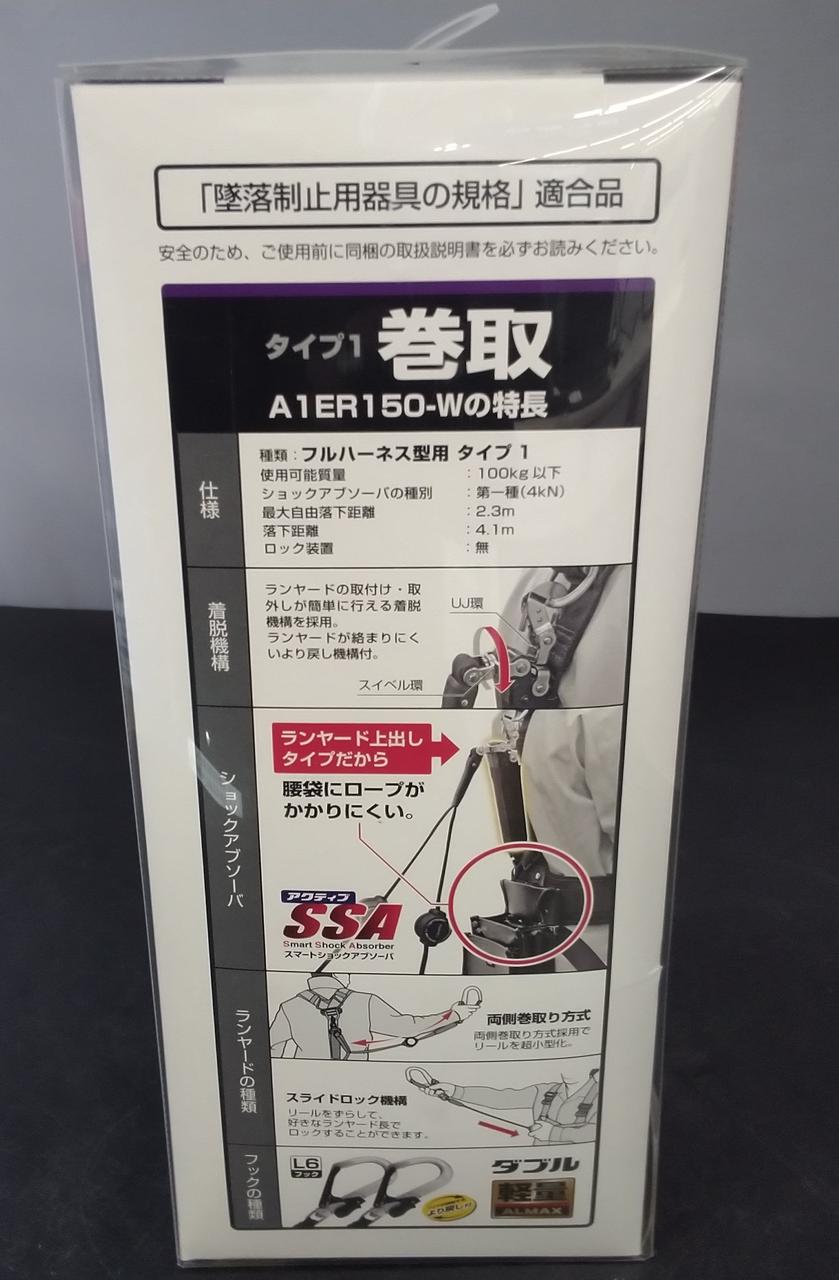 「墜落制止用器具の規格」適合品
安全のため、ご使用前に同梱の取扱説明書を必ずお読みください。
タイプ1 巻取
A1ER150-Wの特長
仕様
種類：フルハーネス型用 タイプ1
使用可能質量：100kg以下
ショックアブソーバの種別：第一種(4kN)
最大自由落下距離：2.3m
落下距離：4.1m
ロック装置：無
着脱機構
ランヤードの取付け・取
外しが簡単に行える着脱
機構を採用。
ランヤードが絡まりにく
いより戻し機構付。
UJ環
スイベル環
ショックアブソーバ
ランヤード上出し
タイプだから
腰袋にロープが
かかりにくい。
アクティブ
SSA
Smart Shock Absorber
スマートショックアブソーバ
ランヤードの種類
両側巻取り方式
両側巻取り方式採用で
リールを超小型化。
スライドロック機構
リールをずらして、
好きなランヤード長で
ロックすることができます。
フックの種類
L6
フック
より戻し付
ダブル
軽量
ALMAX